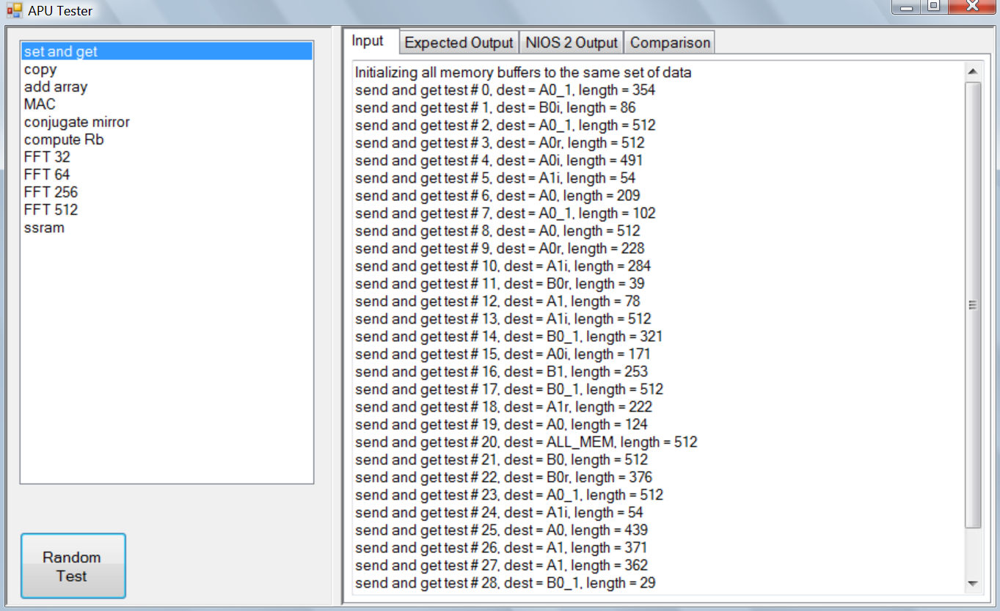 APU Tester
set and get
copy
add array
MAC
conjugate mirror
compute Rb
FFT 32
FFT 64
FFT 256
FFT 512
ssram
Random
Test
Input
Expected Output
NIOS 2 Output
Comparison
Initializing all memory buffers to the same set of data
send and get test # 0, dest = A0_1, length = 354
send and get test # 1, dest = B0i, length = 86
send and get test # 2, dest = A0_1, length = 512
send and get test # 3, dest = A0r, length = 512
send and get test # 4, dest = A0i, length = 491
send and get test # 5, dest = A1i, length = 54
send and get test # 6, dest = A0, length = 209
send and get test # 7, dest = A0_1, length = 102
send and get test # 8, dest = A0, length = 512
send and get test # 9, dest = A0r, length = 228
send and get test # 10, dest = A1i, length = 284
send and get test # 11, dest = B0r, length = 39
send and get test # 12, dest = A1, length = 78
send and get test # 13, dest = A1i, length = 512
send and get test # 14, dest = B0_1, length = 321
send and get test # 15, dest = A0i, length = 171
send and get test # 16, dest = B1, length = 253
send and get test # 17, dest = B0_1, length = 512
send and get test # 18, dest = A1r, length = 222
send and get test # 19, dest = A0, length = 124
send and get test # 20, dest = ALL_MEM, length = 512
send and get test # 21, dest = B0, length = 512
send and get test # 22, dest = B0r, length = 376
send and get test # 23, dest = A0_1, length = 512
send and get test # 24, dest = A1i, length = 54
send and get test # 25, dest = A0, length = 439
send and get test # 26, dest = A1, length = 371
send and get test # 27, dest = A1, length = 362
send and get test # 28, dest = B0_1, length = 29